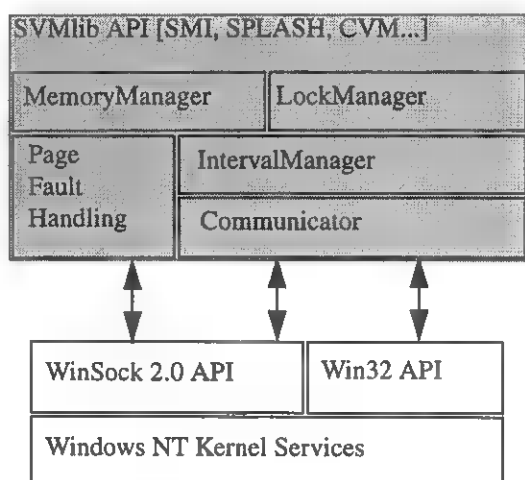 SVMlib API [SMI, SPLASH, CVM...]
MemoryManager
LockManager
Page
Fault
Handling
IntervalManager
Communicator
WinSock 2.0 API
Win32 API
Windows NT Kernel Services